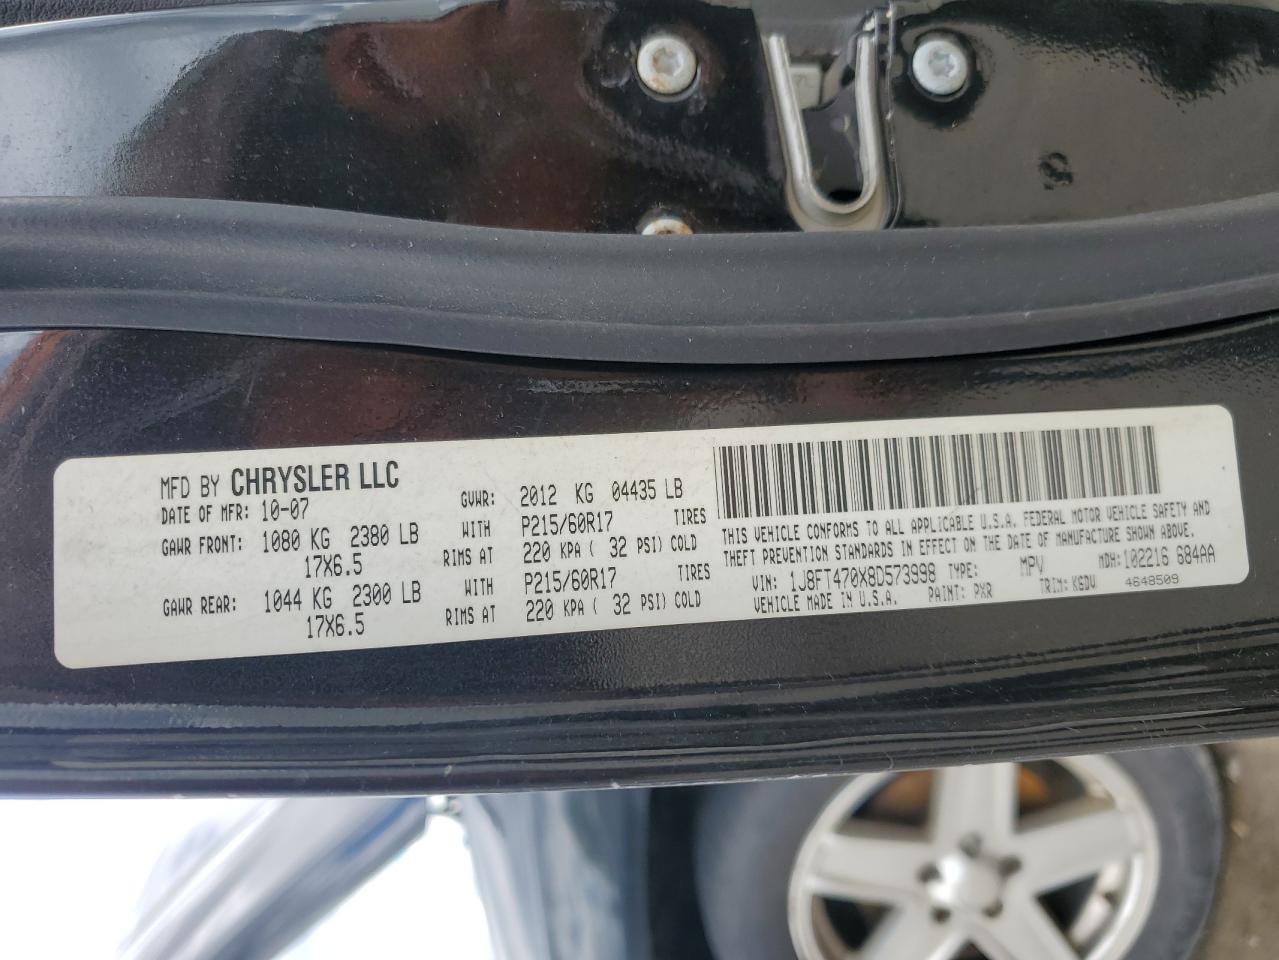 MFD BY CHRYSLER LLC
DATE OF MFR: 10-07 GVWR: 2012 KG 04435 LB
GAWR FRONT: 1080 KG 2380 LB WITH P215/60R17 TIRES
17X6.5 RIMS AT 220 KPA ( 32 PSI) COLD
GAWR REAR: 1044 KG 2300 LB WITH P215/60R17 TIRES
17X6.5 RIMS AT 220 KPA ( 32 PSI) COLD
THIS VEHICLE CONFORMS TO ALL APPLICABLE U.S.A. FEDERAL MOTOR VEHICLE SAFETY AND
THEFT PREVENTION STANDARDS IN EFFECT ON THE DATE OF MANUFACTURE SHOWN ABOVE.
VIN: 1J8FT470X8D573998 TYPE: MPV MDH: 102216 684AA
VEHICLE MADE IN U.S.A. PAINT: PXR TRIM: K6DV 4648509